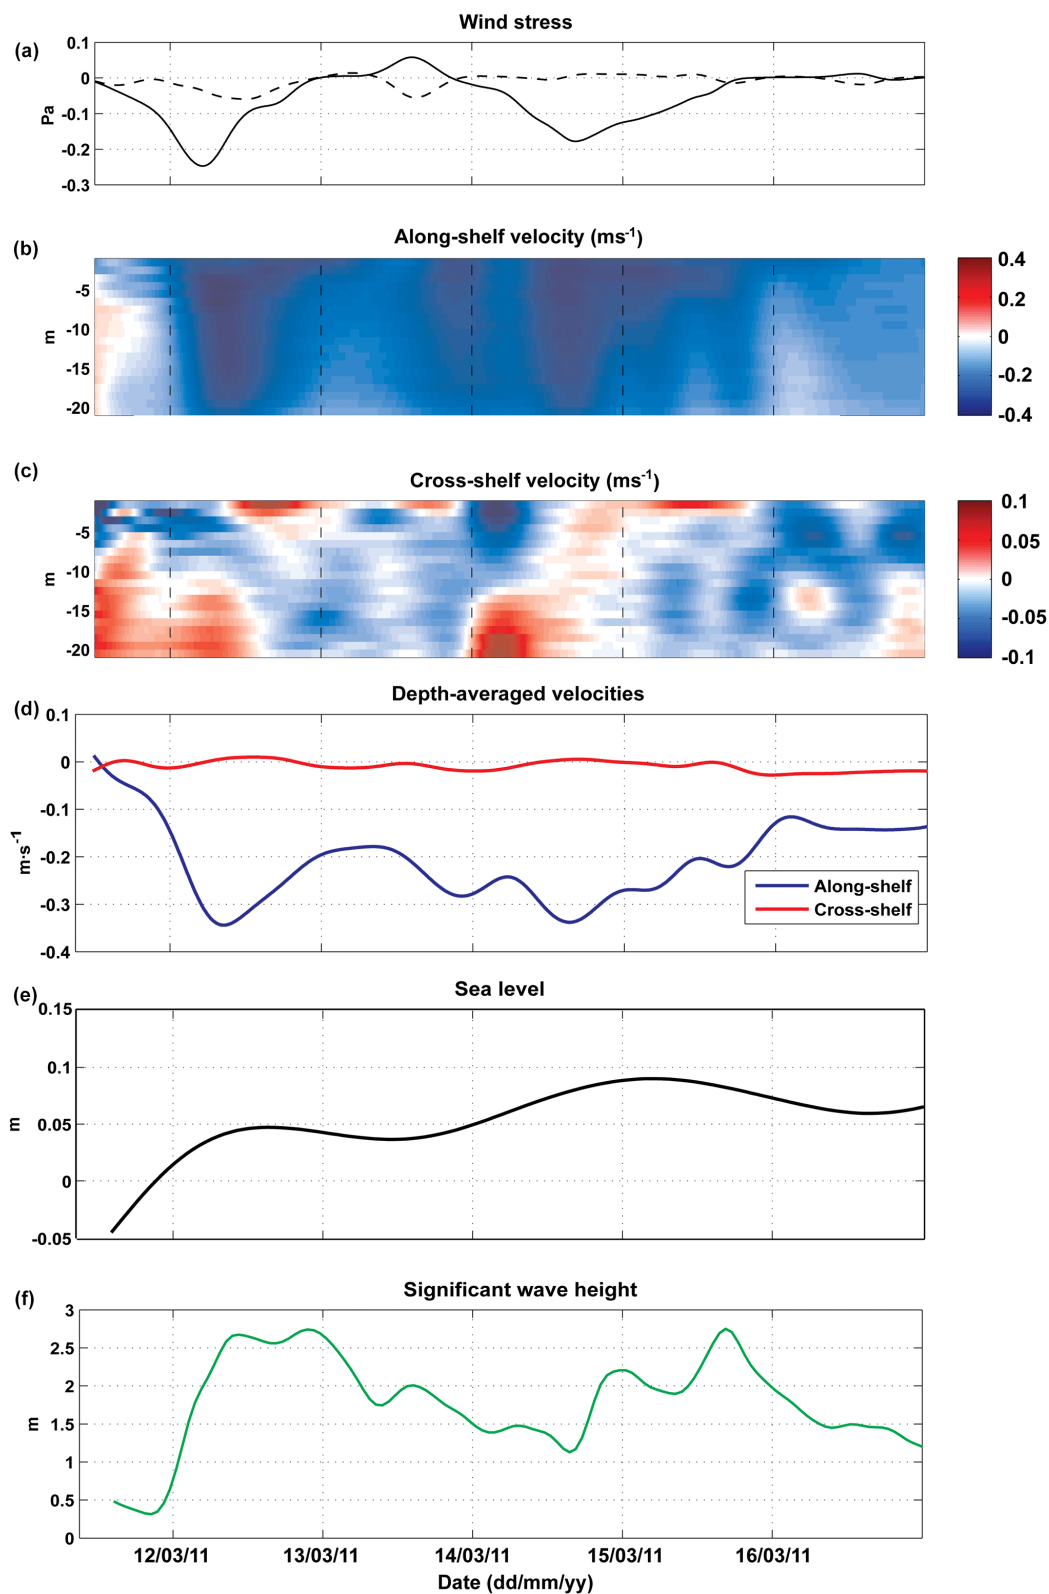 Wind stress
(a)
0.1
0
-0.1
-0.2
-0.3
Pa
Along-shelf velocity (ms-1)
(b)
-5
-10
-15
-20
m
0.4
0.2
0
-0.2
-0.4
Cross-shelf velocity (ms-1)
(c)
-5
-10
-15
-20
m
0.1
0.05
0
-0.05
-0.1
Depth-averaged velocities
(d)
0.1
0
-0.1
-0.2
-0.3
-0.4
m·s-1
Along-shelf
Cross-shelf
Sea level
(e)
0.15
0.1
0.05
0
-0.05
m
Significant wave height
(f)
3
2.5
2
1.5
1
0.5
0
m
12/03/11 13/03/11 14/03/11 15/03/11 16/03/11
Date (dd/mm/yy)